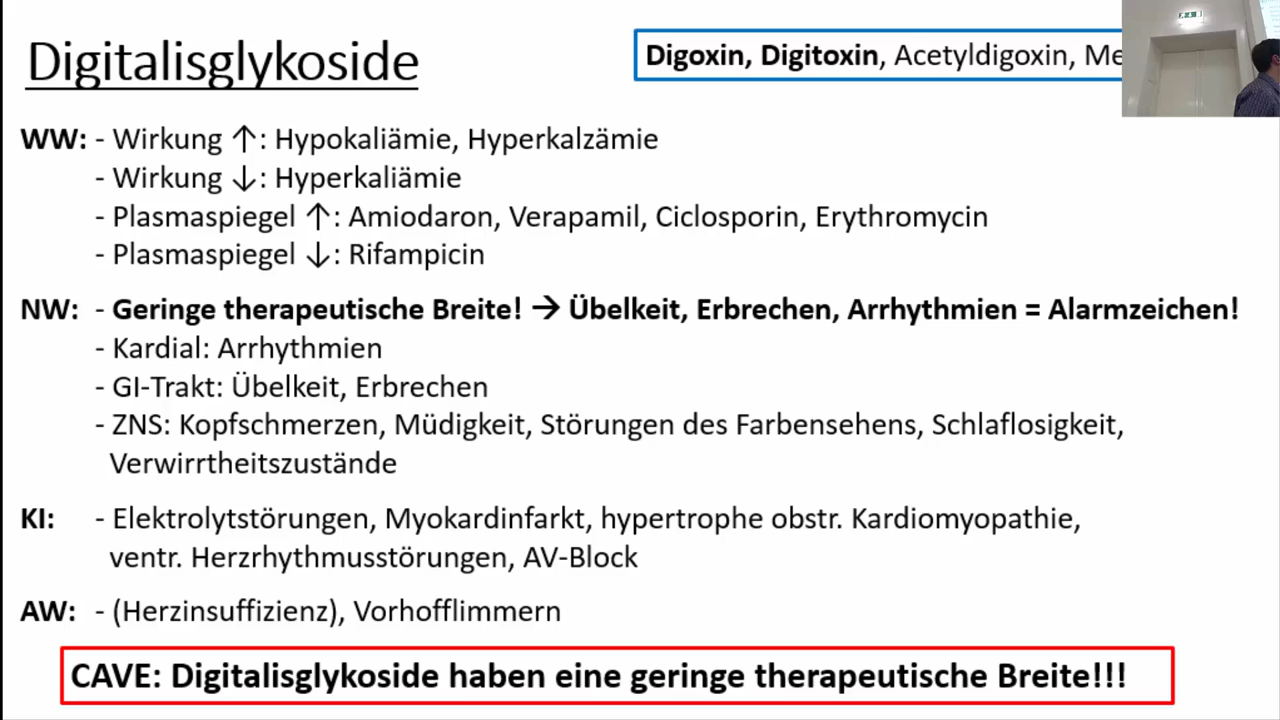 Digitalisglykoside
Digoxin, Digitoxin, Acetyldigoxin,
WW: - Wirkung ↑: Hypokaliämie, Hyperkalzämie
- Wirkung ↓: Hyperkaliämie
- Plasmaspiegel ↑: Amiodaron, Verapamil, Ciclosporin, Erythromycin
- Plasmaspiegel ↓: Rifampicin
NW: - Geringe therapeutische Breite! → Übelkeit, Erbrechen, Arrhythmien = Alarmzeichen!
- Kardial: Arrhythmien
- GI-Trakt: Übelkeit, Erbrechen
- ZNS: Kopfschmerzen, Müdigkeit, Störungen des Farbensehens, Schlaflosigkeit,
Verwirrtheitszustände
KI: - Elektrolytstörungen, Myokardinfarkt, hypertrophe obstr. Kardiomyopathie,
ventr. Herzrhythmusstörungen, AV-Block
AW: - (Herzinsuffizienz), Vorhofflimmern
CAVE: Digitalisglykoside haben eine geringe therapeutische Breite!!!